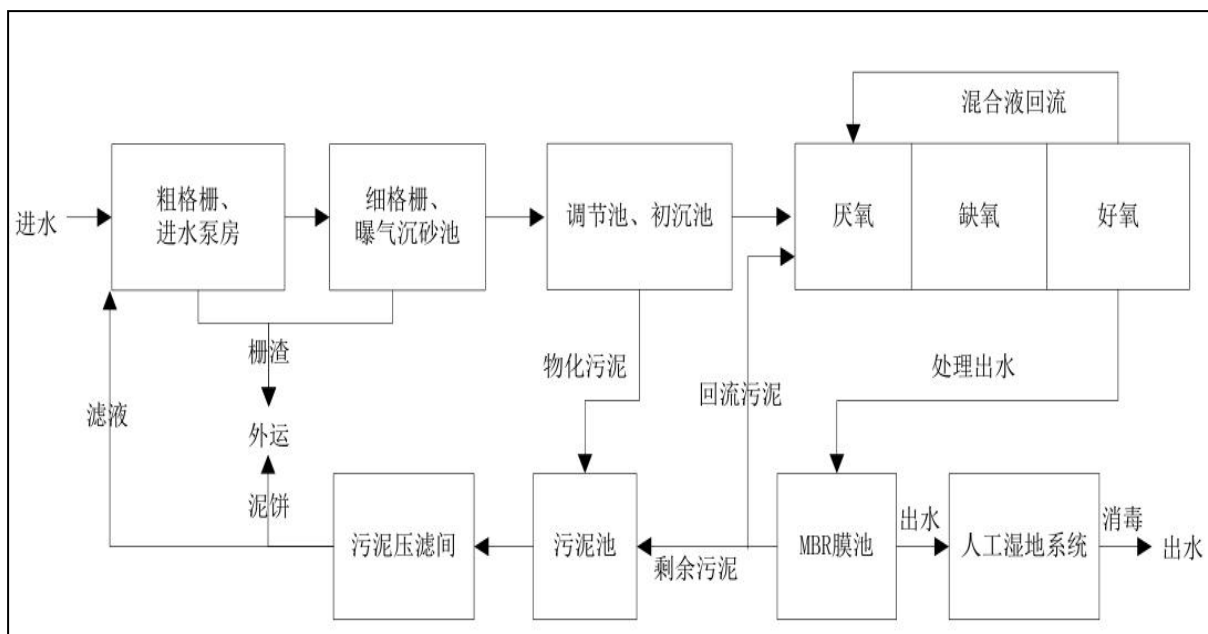 混合液回流
进水
粗格栅、
进水泵房
细格栅、
曝气沉砂池
调节池、初沉池
厌氧
缺氧
好氧
栅渣
物化污泥
回流污泥
处理出水
滤液
外运
泥饼
污泥压滤间
污泥池
剩余污泥
MBR膜池
出水
人工湿地系统
消毒
出水